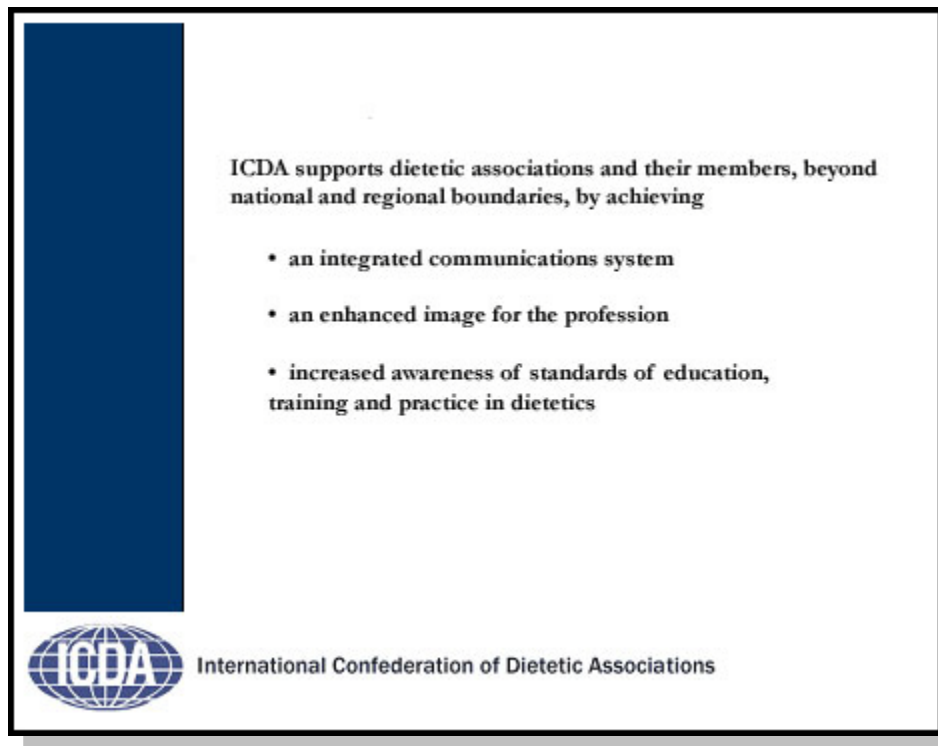 ICDA supports dietetic associations and their members, beyond
national and regional boundaries, by achieving
• an integrated communications system
• an enhanced image for the profession
• increased awareness of standards of education,
training and practice in dietetics
ICDA
International Confederation of Dietetic Associations